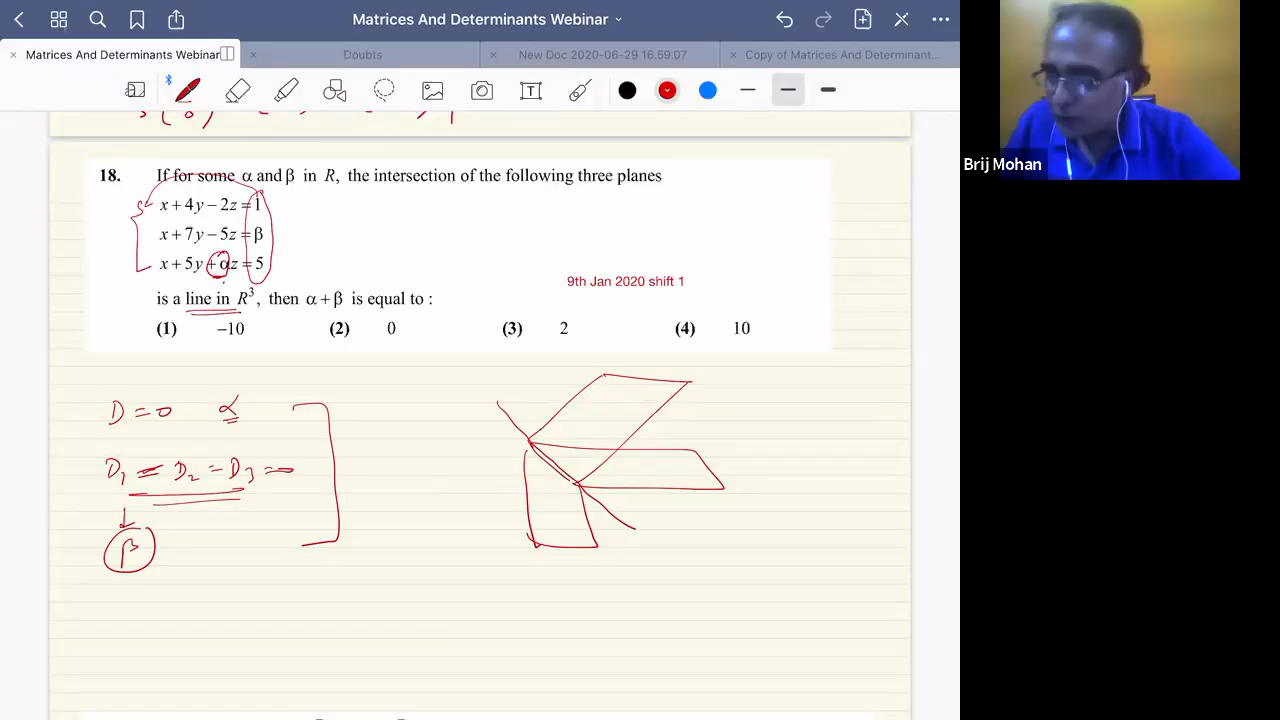 Matrices And Determinants Webinar
Matrices And Determinants Webinar
Doubts
New Doc 2020-06-29 16.59.07
Copy of Matrices And Determinant...
Brij Mohan
18. If for some α and β in R, the intersection of the following three planes
x + 4y − 2z = 1
x + 7y − 5z = β
x + 5y + αz = 5
9th Jan 2020 shift 1
is a line in R³, then α + β is equal to :
(1) −10 (2) 0 (3) 2 (4) 10
D = 0 α
D₁ = D₂ = D₃ = 0
β